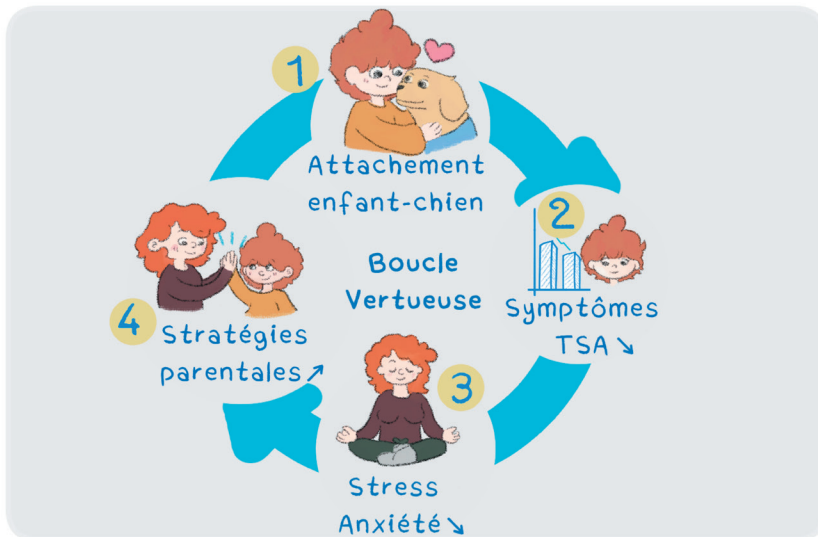 1
Attachement
enfant-chien
2
Symptômes
TSA ↘
3
Stress
Anxiété ↘
4
Stratégies
parentales ↗
Boucle
Vertueuse